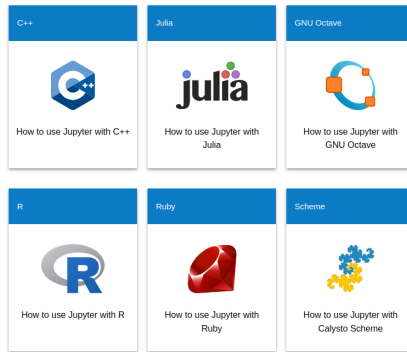 C++
Julia
GNU Octave
C++
julia
How to use Jupyter with C++
How to use Jupyter with
Julia
How to use Jupyter with
GNU Octave
R
Ruby
Scheme
R
How to use Jupyter with R
How to use Jupyter with
Ruby
How to use Jupyter with
Calysto Scheme